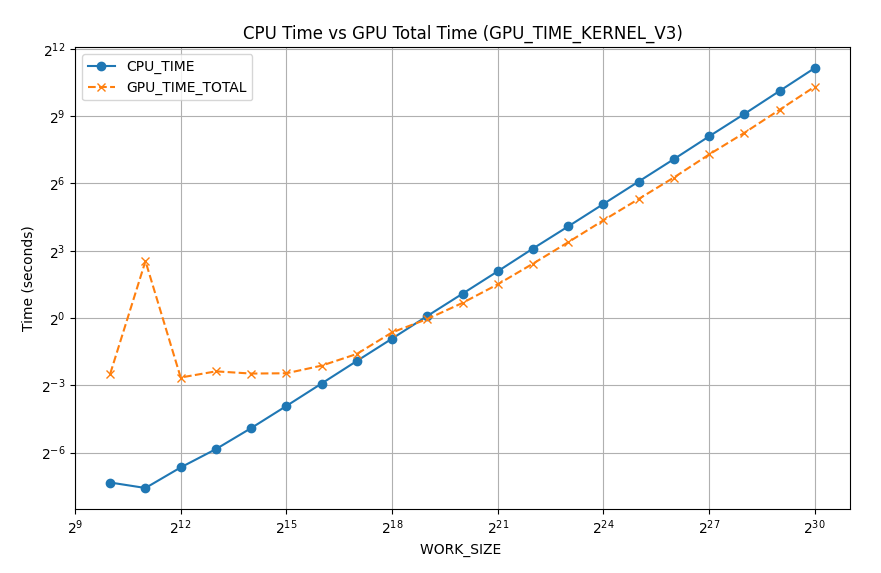 CPU Time vs GPU Total Time (GPU_TIME_KERNEL_V3)
CPU_TIME
GPU_TIME_TOTAL
Time (seconds)
2^12
2^9
2^6
2^3
2^0
2^−3
2^−6
2^9 2^12 2^15 2^18 2^21 2^24 2^27 2^30
WORK_SIZE